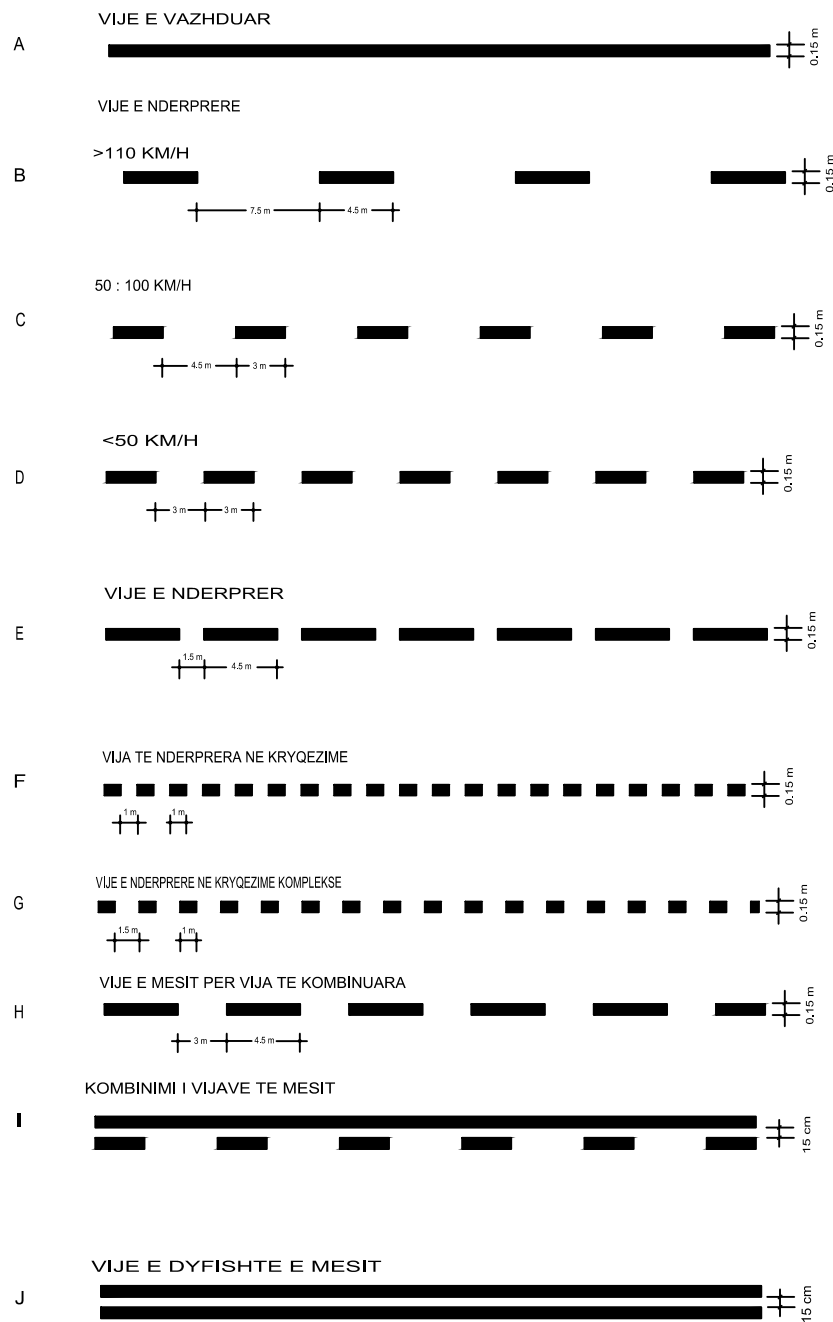 VIJE E VAZHDUAR
A
0.15 m
VIJE E NDERPRERE
>110 KM/H
B
0.15 m
7.5 m
4.5 m
50 : 100 KM/H
C
0.15 m
4.5 m
3 m
<50 KM/H
D
0.15 m
3 m
3 m
VIJE E NDERPRER
E
0.15 m
1.5 m
4.5 m
VIJA TE NDERPRERA NE KRYQEZIME
F
0.15 m
1 m
1 m
VIJE E NDERPRERE NE KRYQEZIME KOMPLEKSE
G
0.15 m
1.5 m
1 m
VIJE E MESIT PER VIJA TE KOMBINUARA
H
0.15 m
3 m
4.5 m
KOMBINIMI I VIJAVE TE MESIT
I
15 cm
VIJE E DYFISHTE E MESIT
J
15 cm